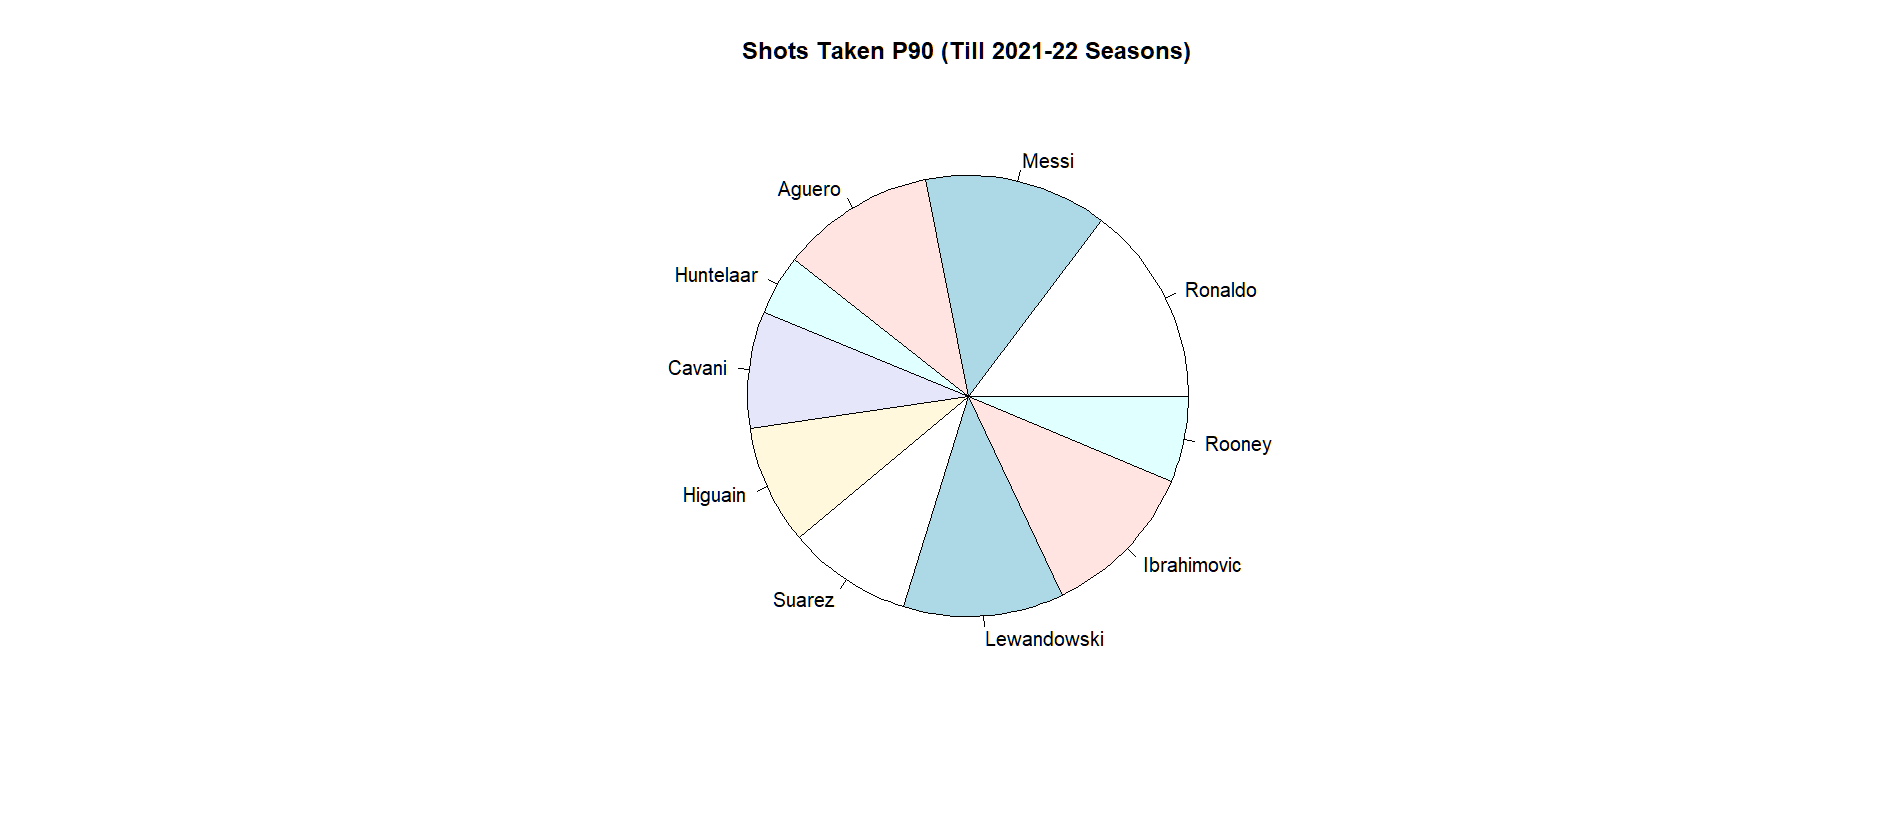 Shots Taken P90 (Till 2021-22 Seasons)
Messi
Aguero
Huntelaar
Ronaldo
Cavani
Rooney
Higuain
Ibrahimovic
Suarez
Lewandowski